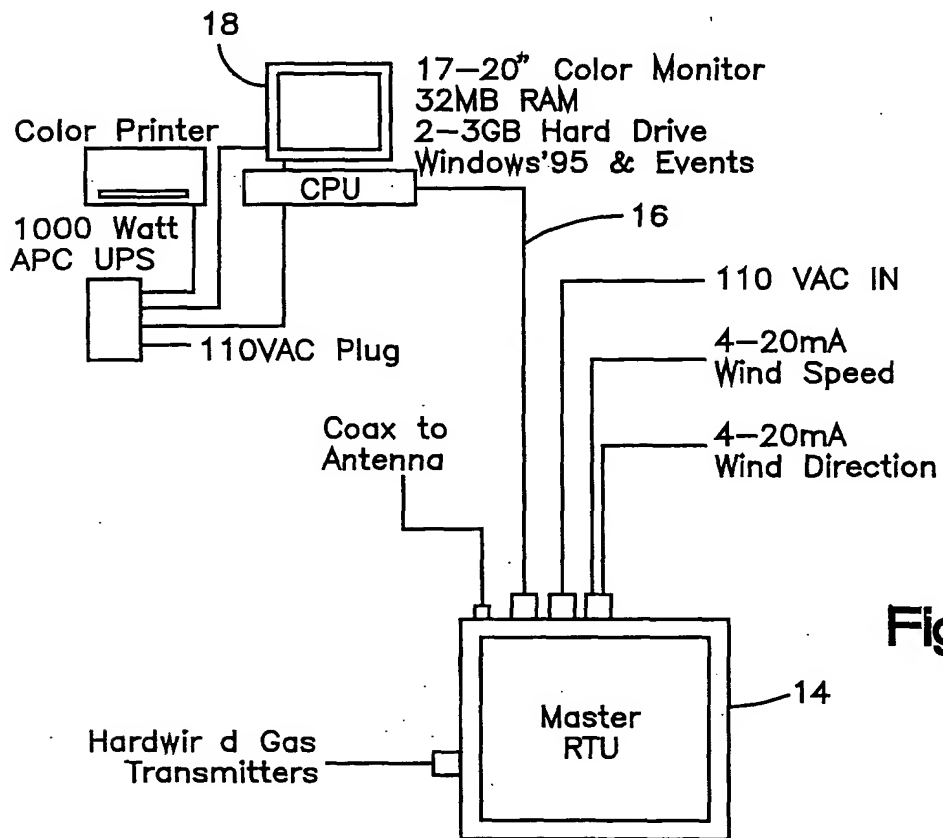 18
17-20" Color Monitor
32MB RAM
2-3GB Hard Drive
Windows'95 & Events
Color Printer
CPU
1000 Watt
APC UPS
16
110 VAC IN
110VAC Plug
4-20mA
Wind Speed
Coax to
Antenna
4-20mA
Wind Direction
Fig
14
Master
RTU
Hardwir d Gas
Transmitters